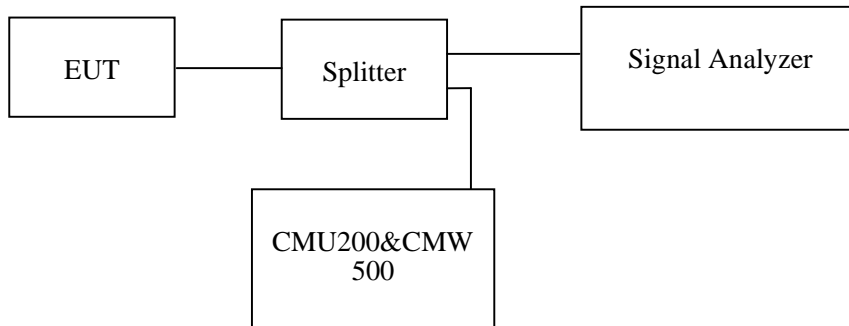 EUT
Splitter
Signal Analyzer
CMU200&CMW
500